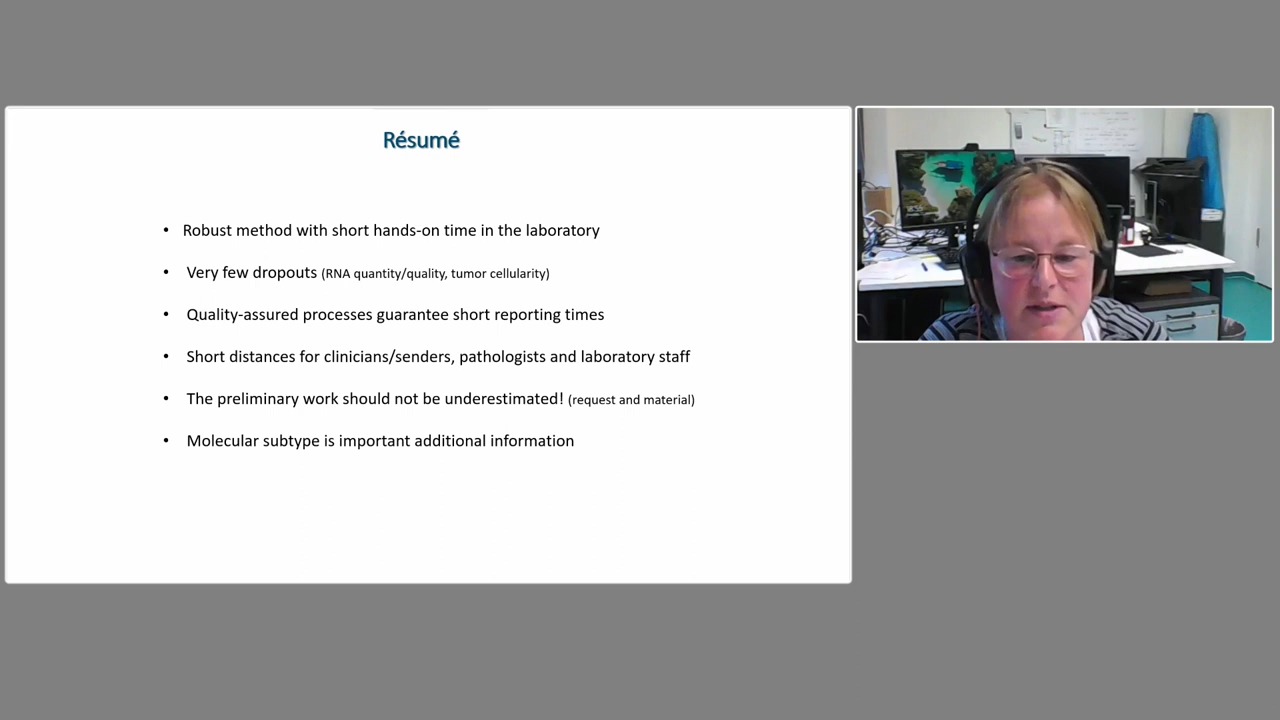 Résumé
• Robust method with short hands-on time in the laboratory
• Very few dropouts (RNA quantity/quality, tumor cellularity)
• Quality-assured processes guarantee short reporting times
• Short distances for clinicians/senders, pathologists and laboratory staff
• The preliminary work should not be underestimated! (request and material)
• Molecular subtype is important additional information